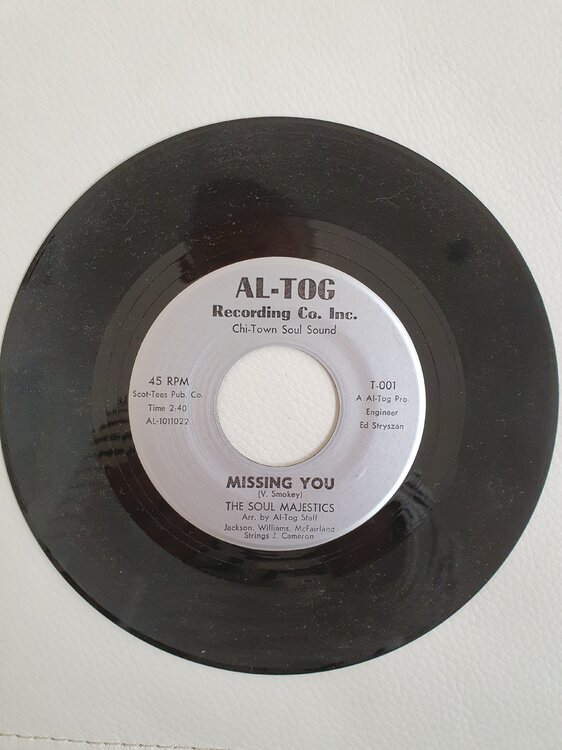 AL-TOG
Recording Co. Inc.
Chi-Town Soul Sound
45 RPM
Scot-Tees Pub. Co.
Time 2-40
AL-1011022
T-001
A Al-Tog Pro.
Engineer
Ed Stryszan
MISSING YOU
(V. Smokey)
THE SOUL MAJESTICS
Arr. by Al-Tog Staff
Jackson, Williams, McFairland
Strings J. Cameron